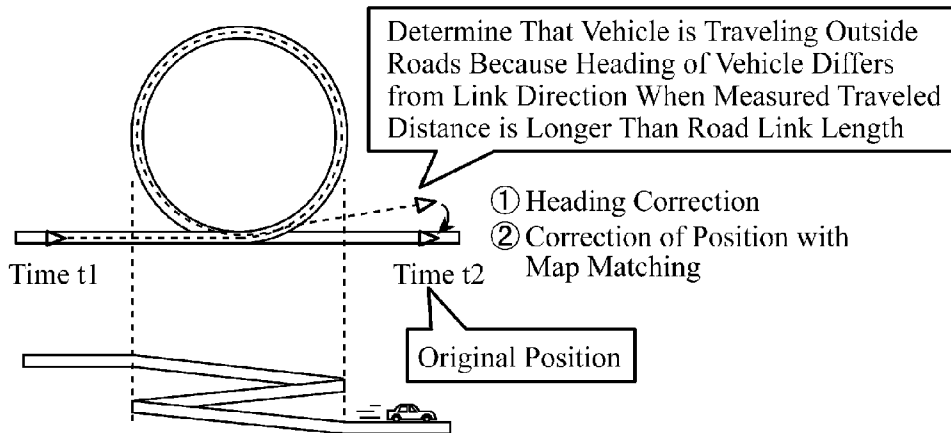 Determine That Vehicle is Traveling Outside
Roads Because Heading of Vehicle Differs
from Link Direction When Measured Traveled
Distance is Longer Than Road Link Length
① Heading Correction
② Correction of Position with
Map Matching
Time t1
Time t2
Original Position